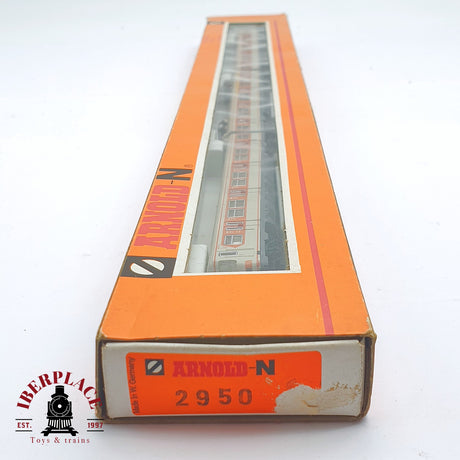 ARNOLD-N
ARNOLD-N
2950
Made in W. Germany
IBERPLACE
EST. 1997
Toys & trains